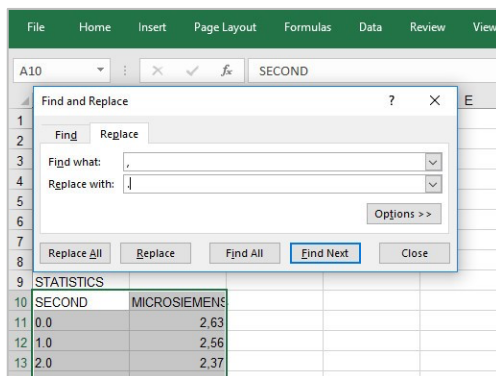 File Home Insert Page Layout Formulas Data Review View
A10 fx SECOND
Find and Replace ? ×
E
1
2
3
4
5
6
7
8
Find Replace
Find what: ,
Replace with: .
Options >>
Replace All Replace Find All Find Next Close
9 STATISTICS
10 SECOND MICROSIEMENS
11 0.0 2,63
12 1.0 2,56
13 2.0 2,37